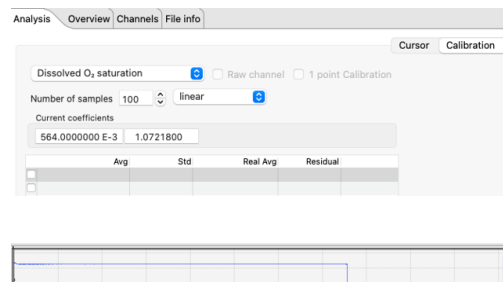 Analysis Overview Channels File info
Cursor Calibration
Dissolved O₂ saturation Raw channel 1 point Calibration
Number of samples 100 linear
Current coefficients
564.0000000 E-3 1.0721800
Avg Std Real Avg Residual